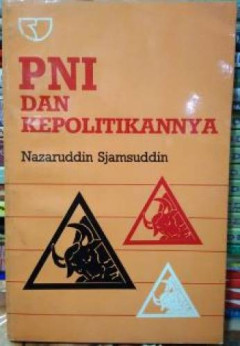 PNI
DAN
KEPOLITIKANNYA
Nazaruddin Sjamsuddin